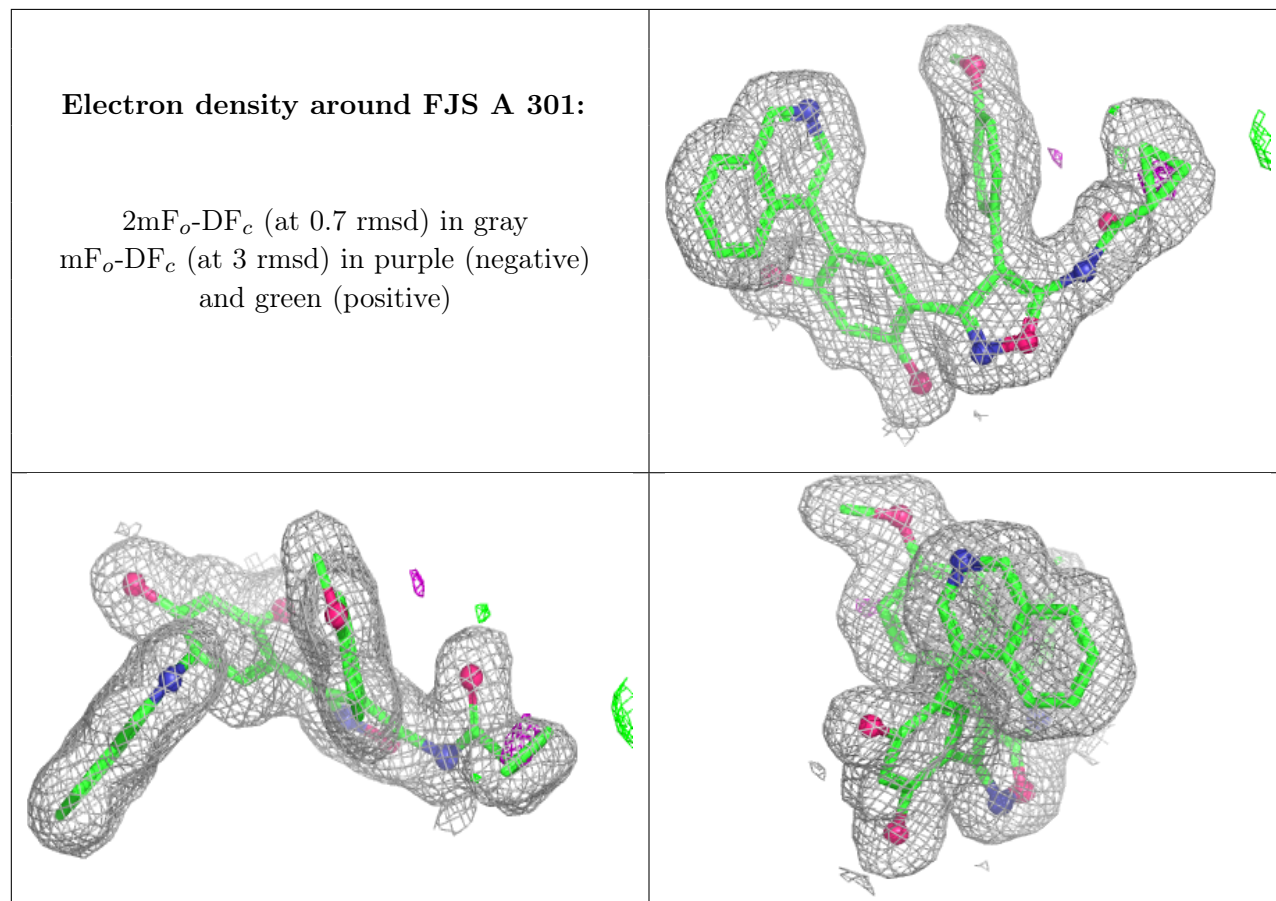 Electron density around FJS A 301:
2mFo-DFc (at 0.7 rmsd) in gray
mFo-DFc (at 3 rmsd) in purple (negative)
and green (positive)